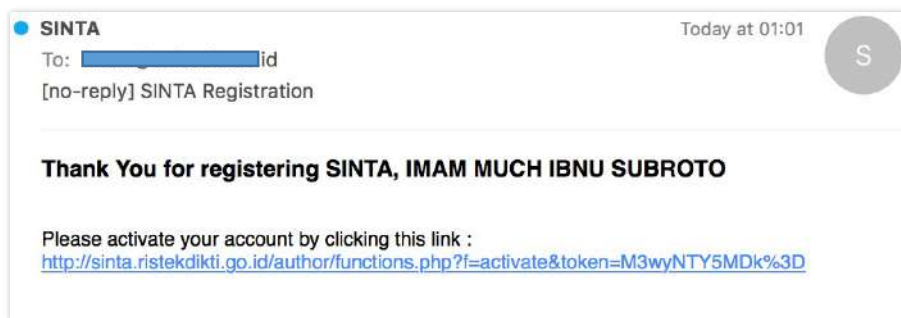 SINTA
Today at 01:01
S
To: id
[no-reply] SINTA Registration
Thank You for registering SINTA, IMAM MUCH IBNU SUBROTO
Please activate your account by clicking this link :
http://sinta.ristekdikti.go.id/author/functions.php?f=activate&token=M3wyNTY5MDk%3D